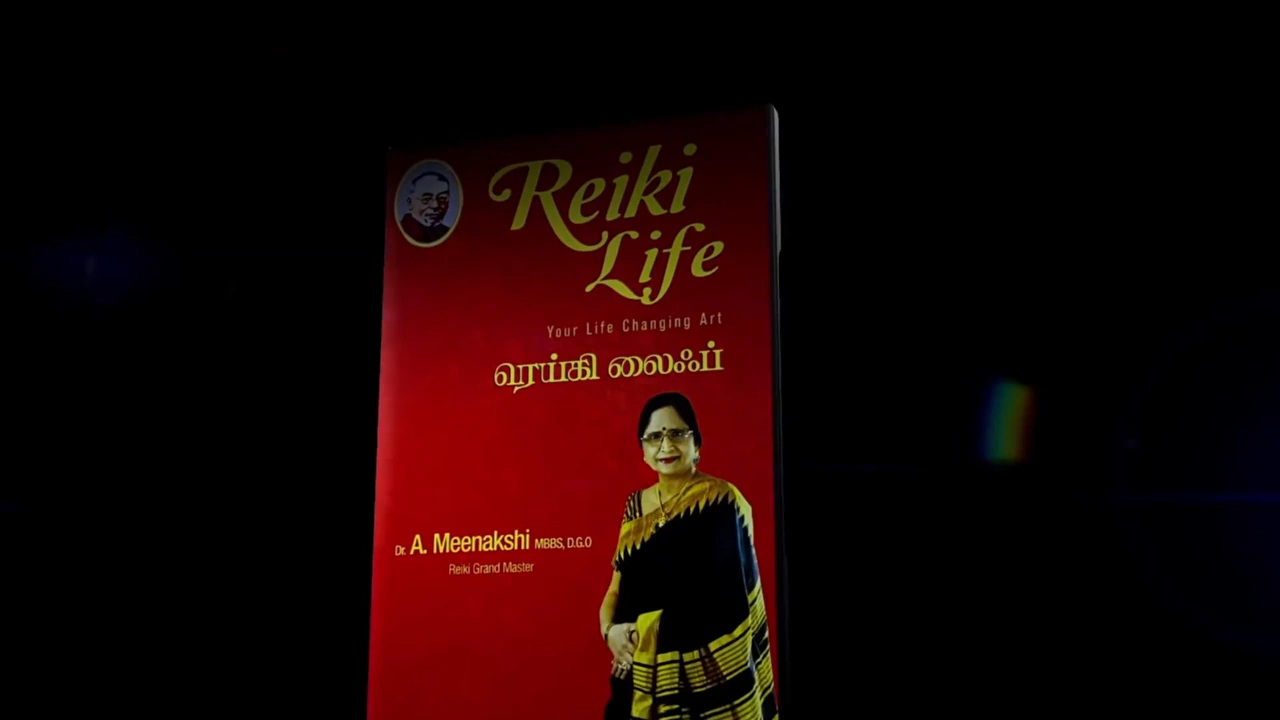 Reiki
Life
Your Life Changing Art
ரெய்கி லைஃப்
Dr. A. Meenakshi MBBS, D.G.O
Reiki Grand Master